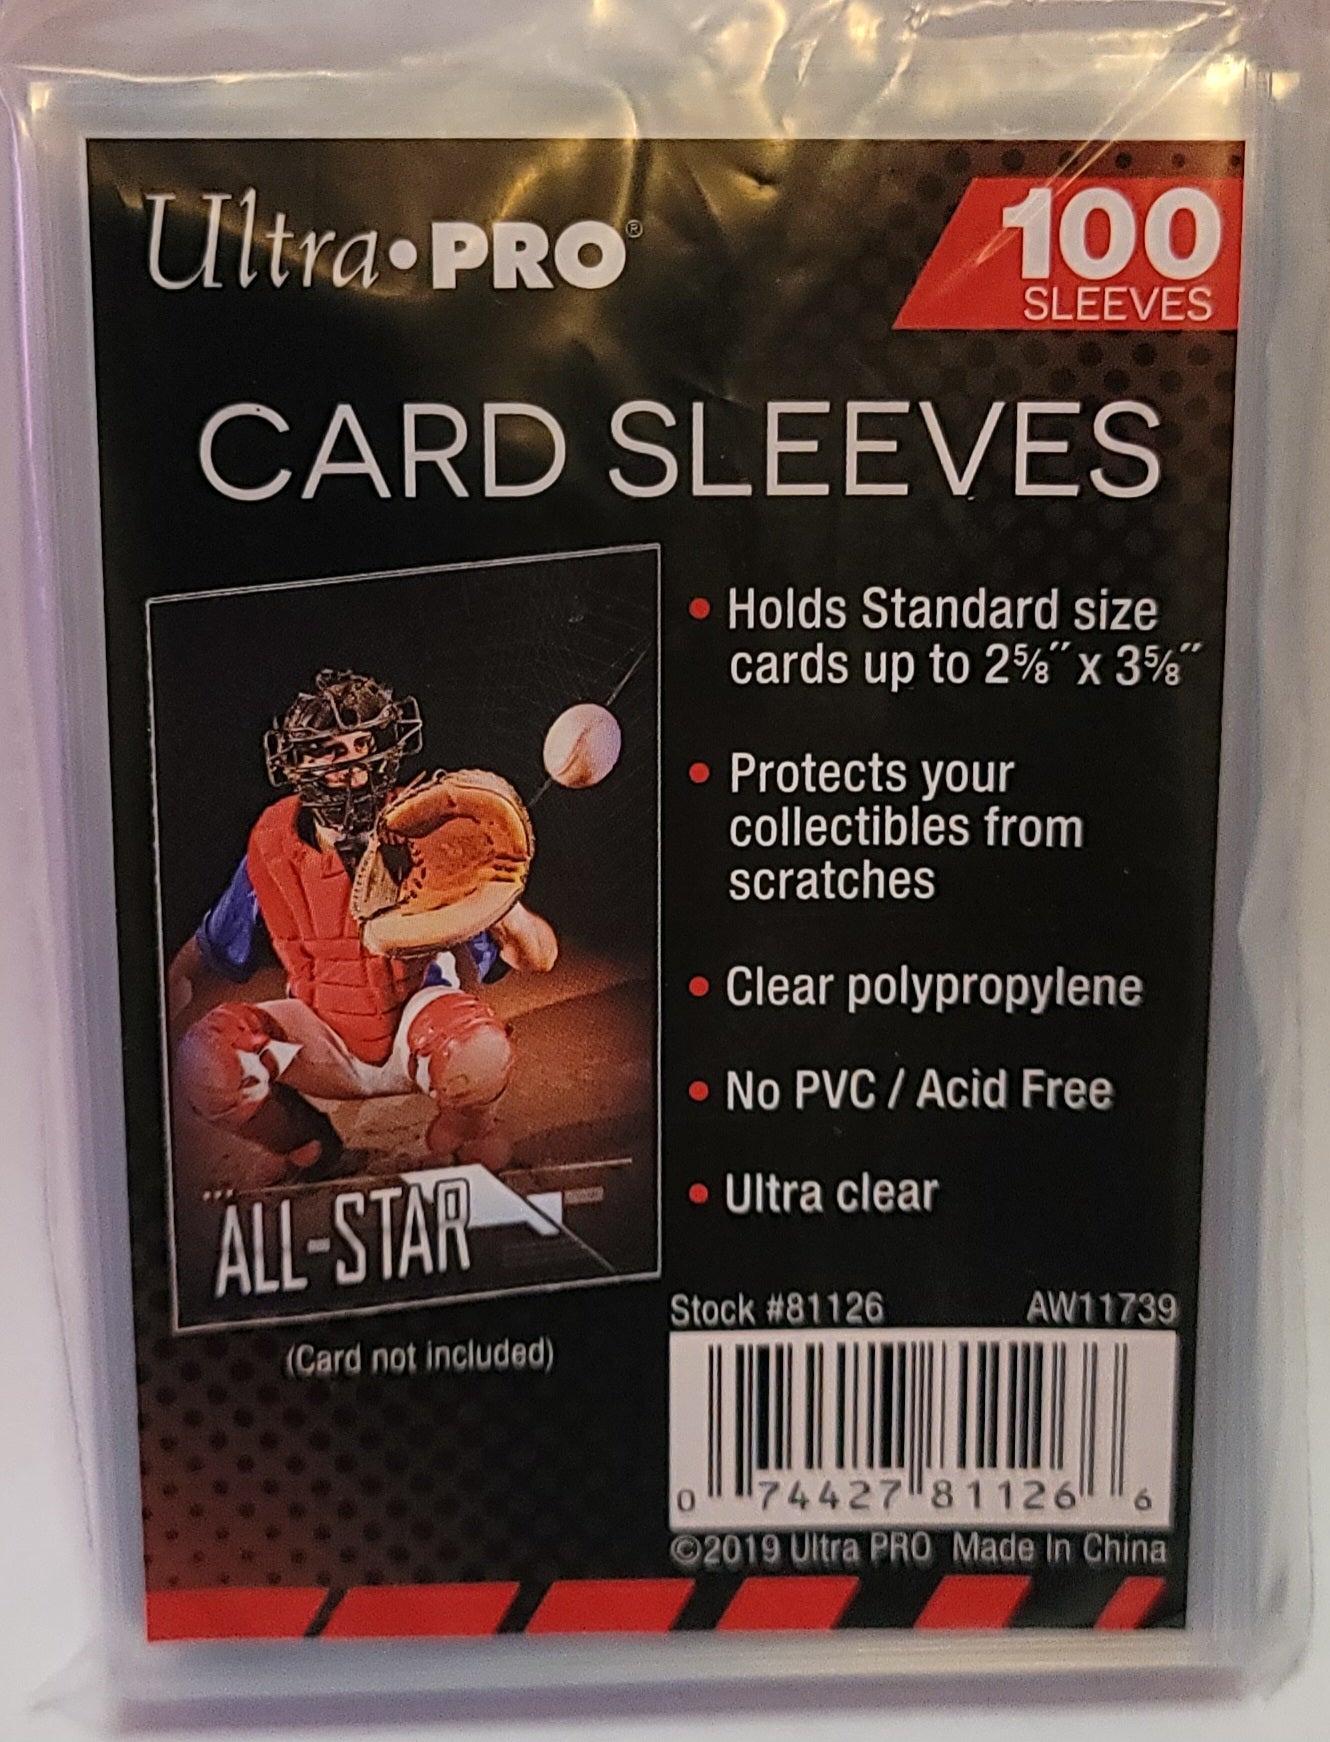 Ultra•PRO®
100
SLEEVES
CARD SLEEVES
• Holds Standard size
cards up to 2⅝″ x 3⅝″
• Protects your
collectibles from
scratches
• Clear polypropylene
• No PVC / Acid Free
• Ultra clear
ALL-STAR
(Card not included)
Stock #81126 AW11739
0 74427 81126 6
©2019 Ultra PRO Made In China